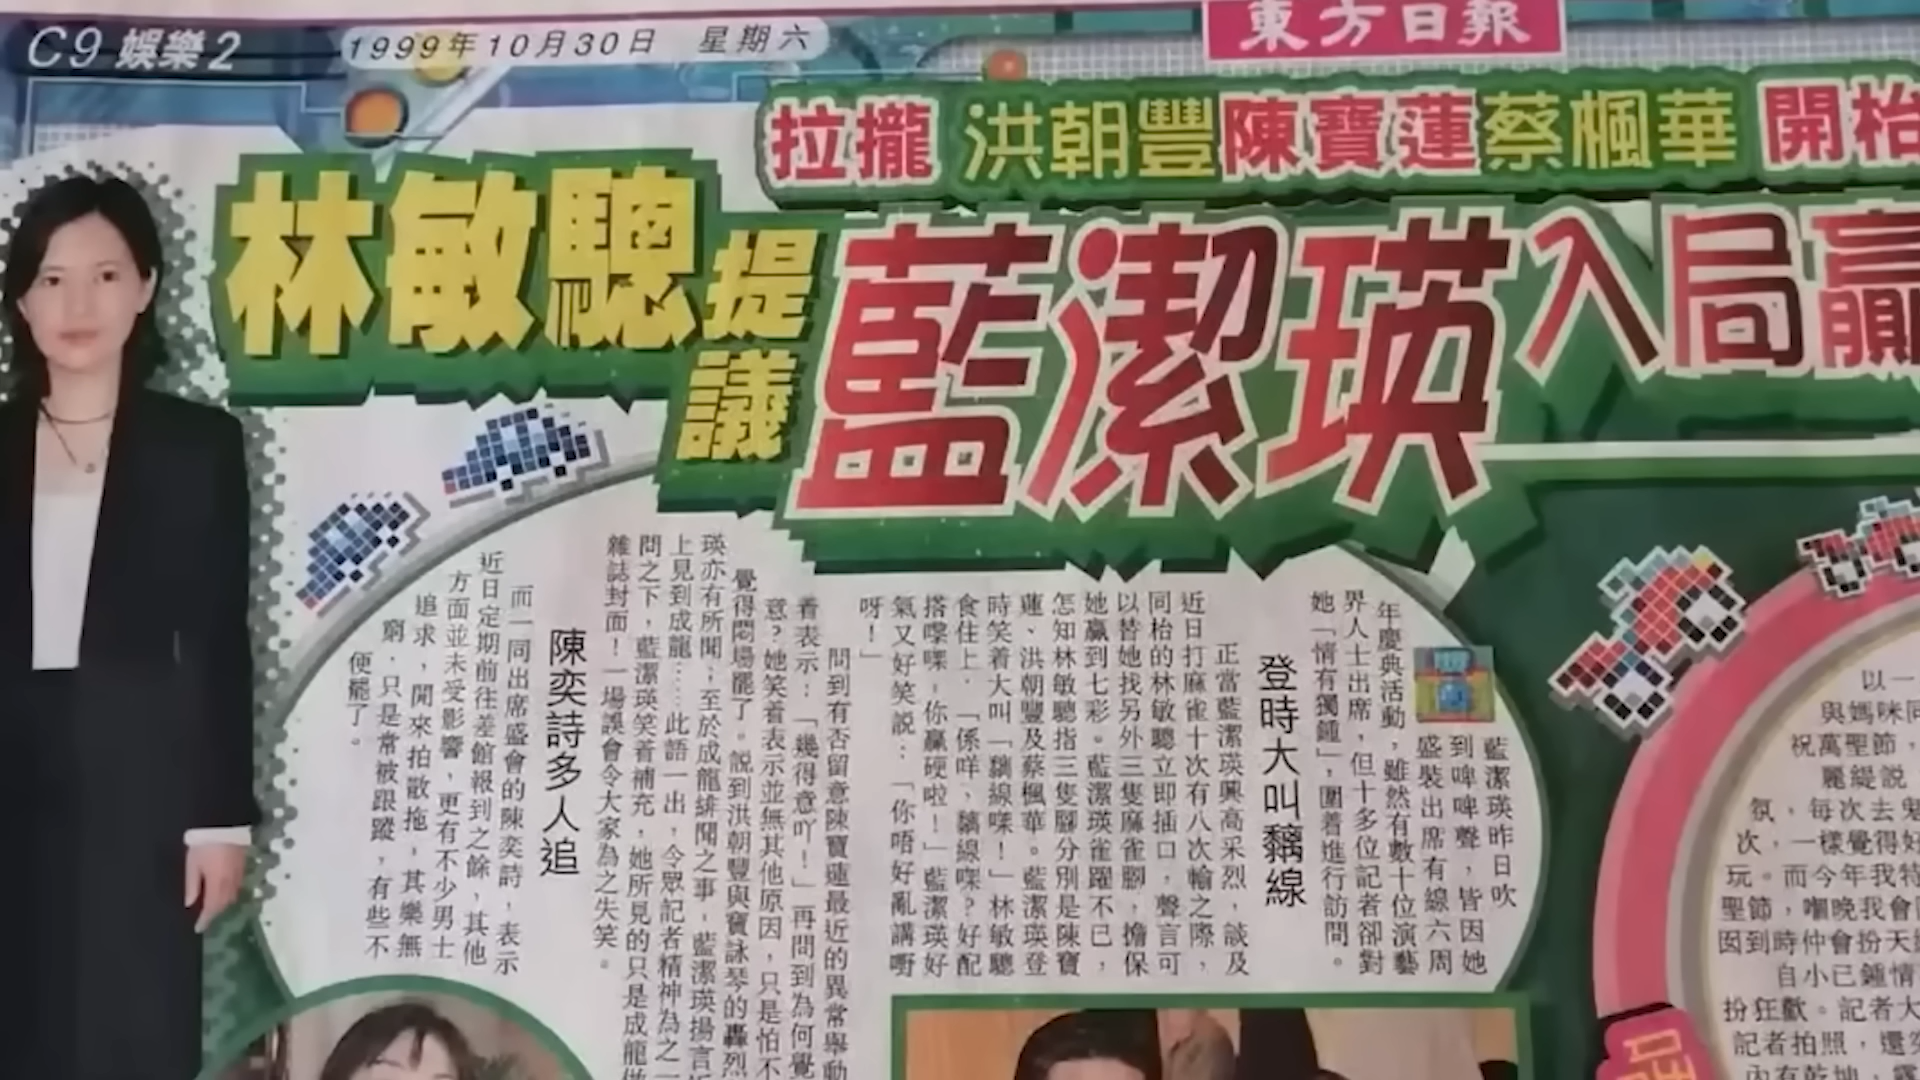 C9 娛樂2
1999年10月30日 星期六
東方日報
拉攏 洪朝豐陳寶蓮蔡楓華 開枱
林敏驄提議藍潔瑛入局贏
藍潔瑛昨日吹
到啤啤聲，皆因她
盛裝出席有線六周
年慶典活動，雖然有數十位演藝
界人士出席，但十多位記者卻對
她「情有獨鍾」，圍着進行訪問。
登時大叫黐線
正當藍潔瑛興高采烈，談及
近日打麻雀十次有八次輸之際，
同枱的林敏驄立即插口，聲言可
以替她找另外三隻麻雀腳，擔保
她贏到七彩。藍潔瑛雀躍不已，
怎知林敏驄指三隻腳分別是陳寶
蓮、洪朝豐及蔡楓華。藍潔瑛登
時笑着大叫「黐線㗎！」林敏驄
食住上，「係咩，黐線㗎？好配
搭嚟㗎，你贏硬啦！」藍潔瑛好
氣又好笑説：「你唔好亂講嘢
呀！」
問到有否留意陳寶蓮最近的異常舉動
着表示：「幾得意吖！」再問到為何覺
意？她笑着表示並無其他原因，只是怕不
覺得悶場罷了。説到洪朝豐與寶詠琴的轟烈
瑛亦有所聞，至於成龍緋聞之事，藍潔瑛揚言
上見到成龍……此語一出，令眾記者精神為之一
問之下，藍潔瑛笑着補充，她所見的只是成龍做
雜誌封面！一場誤會令大家為之失笑。
陳奕詩多人追
而一同出席盛會的陳奕詩，表示
近日定期前往差館報到之餘，其他
方面並未受影響，更有不少男士
追求，閒來拍散拖，其樂無
窮，只是常被跟蹤，有些不
便罷了。
以一
與媽咪同
祝萬聖節，
麗緹説
氛，每次去鬼
次，一樣覺得好
玩。而今年我特
聖節，嗰晚我會
囡到時仲會扮天
自小已鍾情
扮狂歡。記者大
記者拍照，還突